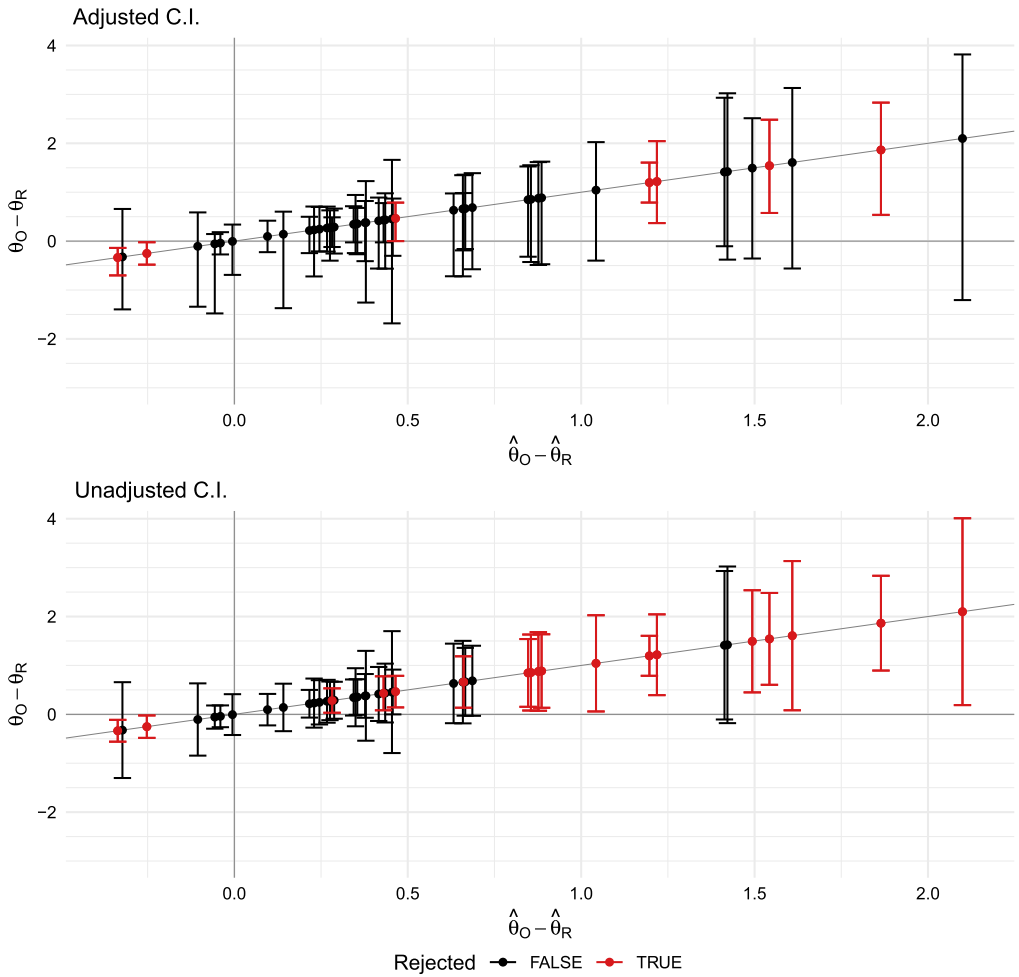 Adjusted C.I.
4
2
0
−2
θO − θR
0.0 0.5 1.0 1.5 2.0
θ̂O − θ̂R
Unadjusted C.I.
4
2
0
−2
θO − θR
0.0 0.5 1.0 1.5 2.0
θ̂O − θ̂R
Rejected FALSE TRUE